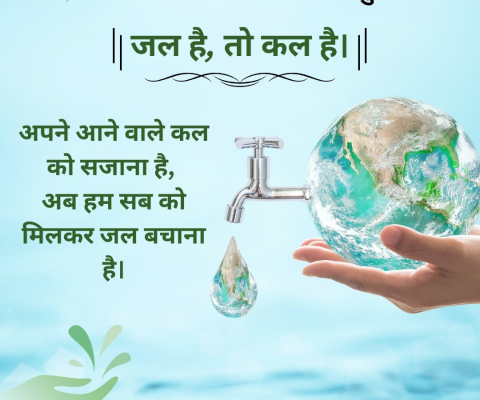 || जल है, तो कल है। ||
अपने आने वाले कल
को सजाना है,
अब हम सब को
मिलकर जल बचाना
है।